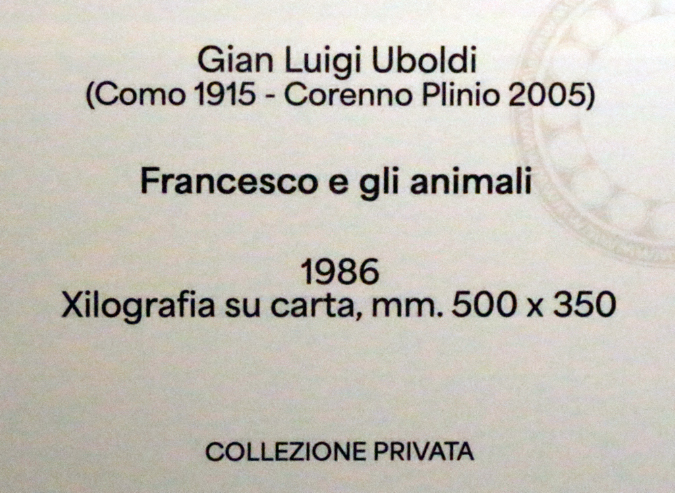 Gian Luigi Uboldi
(Como 1915 - Corenno Plinio 2005)
Francesco e gli animali
1986
Xilografia su carta, mm. 500 x 350
COLLEZIONE PRIVATA